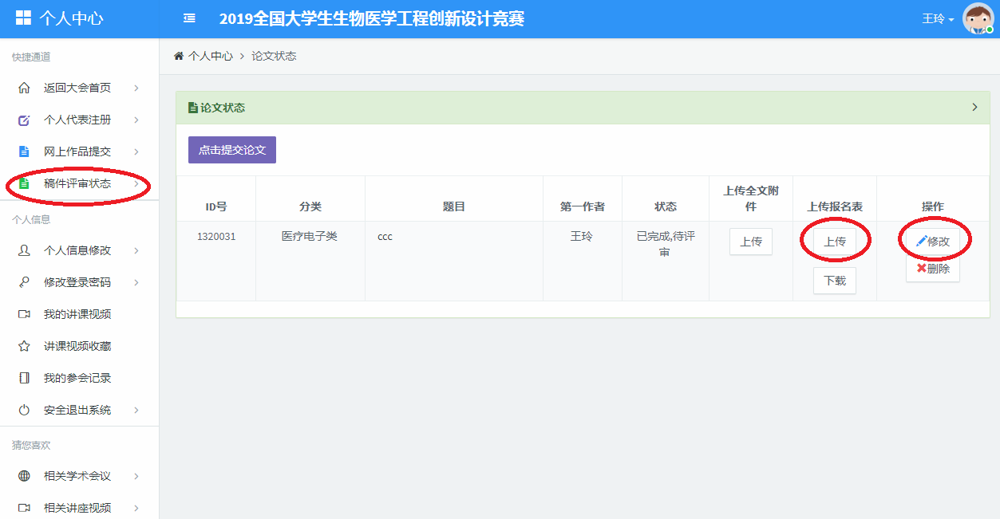 个人中心
2019全国大学生生物医学工程创新设计竞赛
王玲
快捷通道
返回大会首页
个人代表注册
网上作品提交
稿件评审状态
个人信息
个人信息修改
修改登录密码
我的讲课视频
讲课视频收藏
我的参会记录
安全退出系统
猜您喜欢
相关学术会议
相关讲座视频
个人中心 > 论文状态
论文状态
点击提交论文
ID号 分类 题目 第一作者 状态 上传全文附件 上传报名表 操作
1320031 医疗电子类 ccc 王玲 已完成,待评审 上传 上传 修改
下载 删除